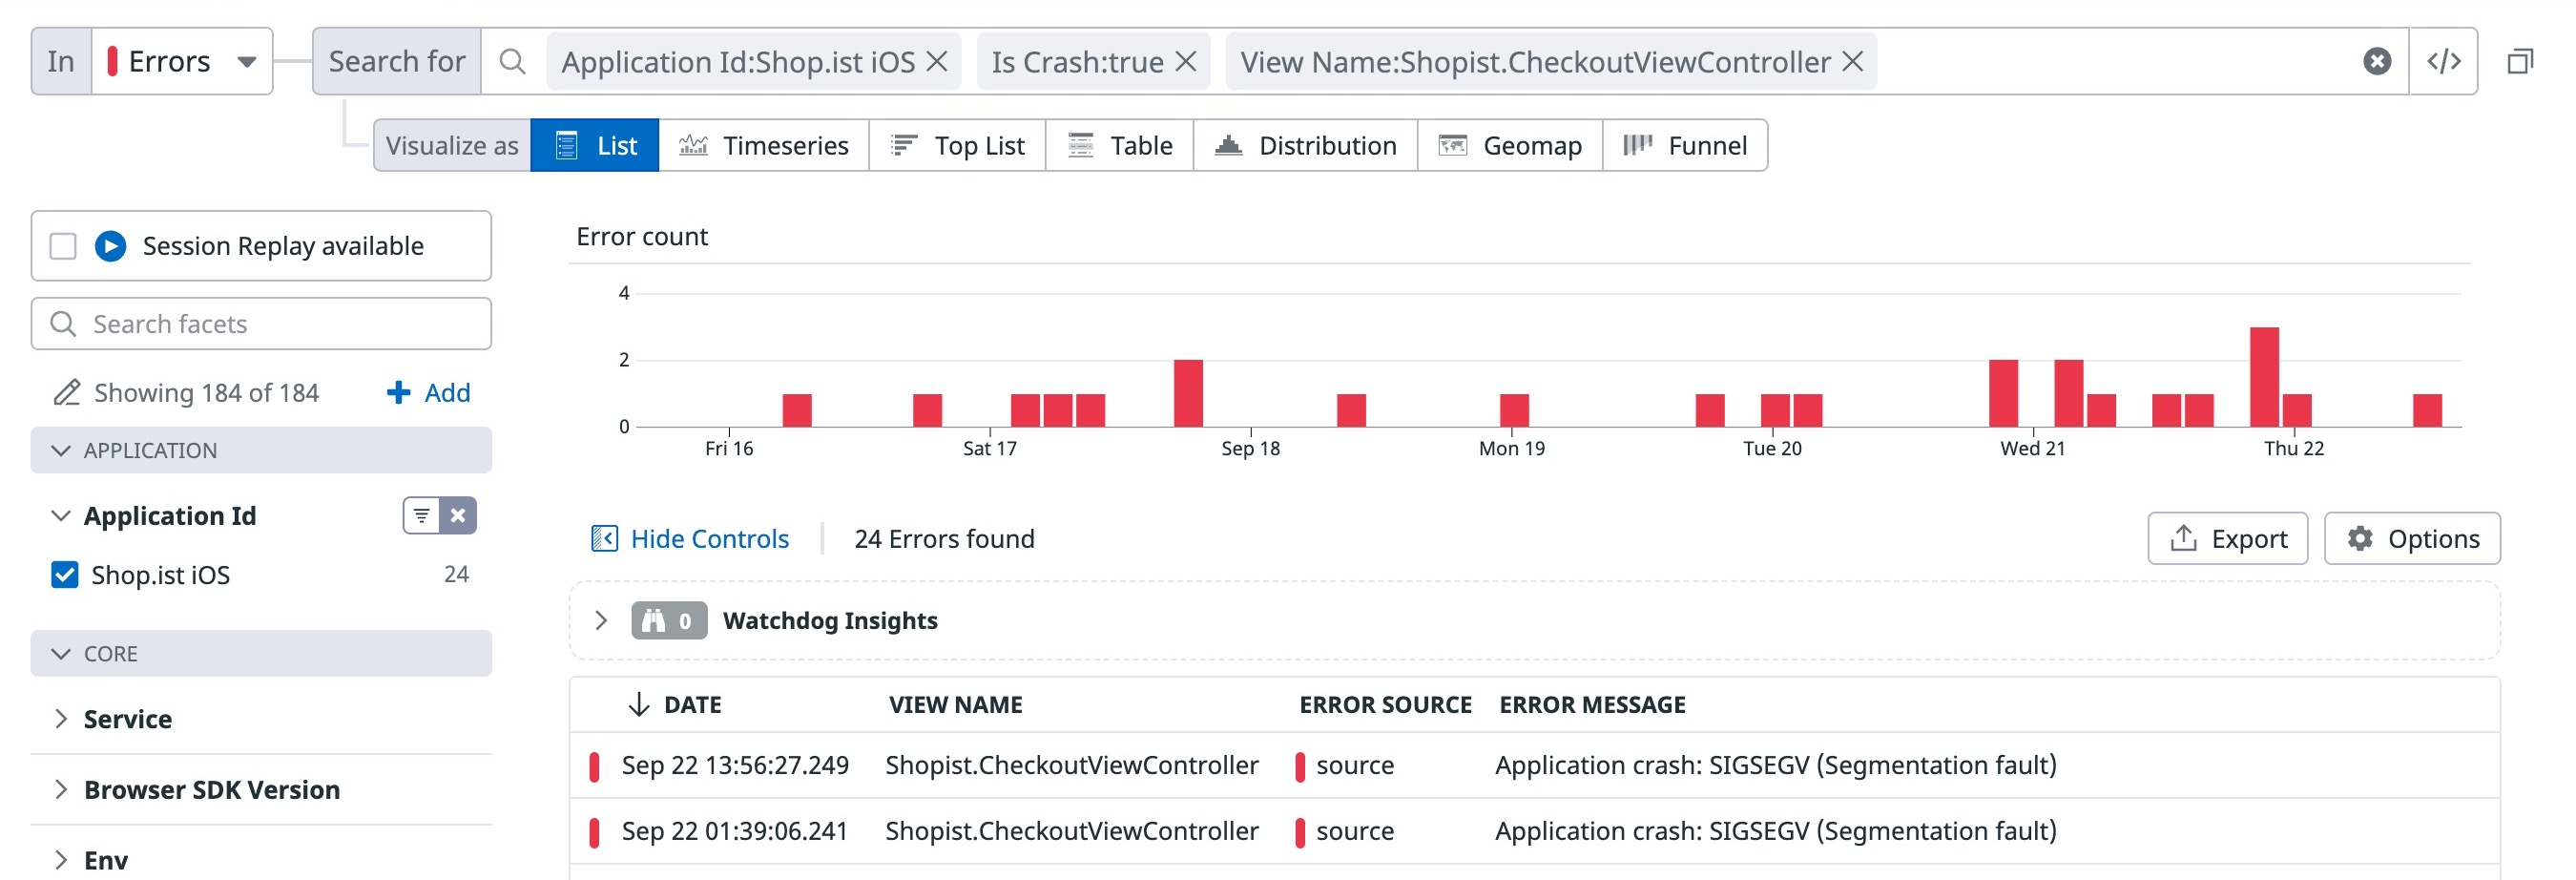 In Errors Search for Application Id:Shop.ist iOS Is Crash:true View Name:Shopist.CheckoutViewController </>
Visualize as List Timeseries Top List Table Distribution Geomap Funnel
Session Replay available
Search facets
Showing 184 of 184 + Add
APPLICATION
Application Id
Shop.ist iOS 24
CORE
Service
Browser SDK Version
Env
Error count
4
2
0
Fri 16 Sat 17 Sep 18 Mon 19 Tue 20 Wed 21 Thu 22
Hide Controls 24 Errors found Export Options
0 Watchdog Insights
DATE VIEW NAME ERROR SOURCE ERROR MESSAGE
Sep 22 13:56:27.249 Shopist.CheckoutViewController source Application crash: SIGSEGV (Segmentation fault)
Sep 22 01:39:06.241 Shopist.CheckoutViewController source Application crash: SIGSEGV (Segmentation fault)